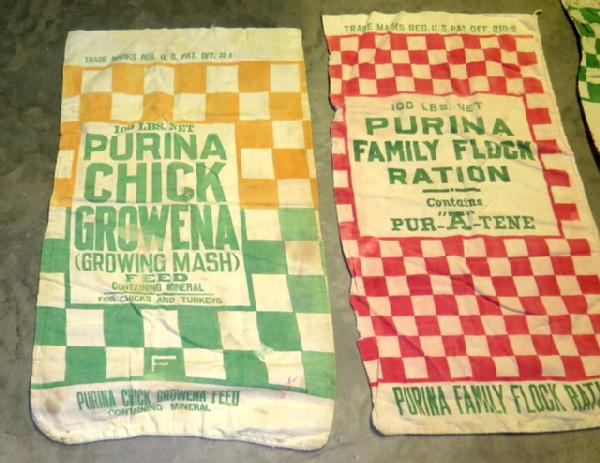 TRADE MARKS REG. U.S. PAT. OFF.
100 LBS. NET
PURINA
CHICK
GROWENA
(GROWING MASH)
FEED
CONTAINING MINERAL
FOR CHICKS AND TURKEYS
F
PURINA CHICK GROWENA FEED
CONTAINING MINERAL
TRADE MARKS REG. U.S. PAT. OFF.
100 LBS. NET
PURINA
FAMILY FLOCK
RATION
Contains
PUR-"A"-TENE
PURINA FAMILY FLOCK RATI